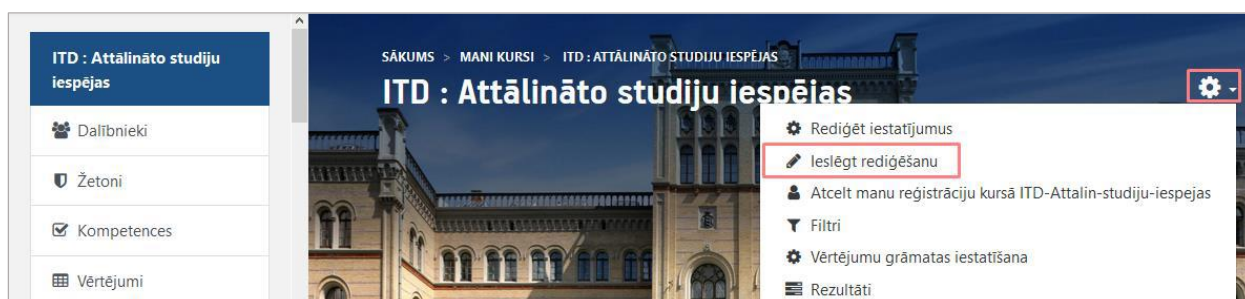 ITD : Attālināto studiju
iespējas
Dalībnieki
Žetoni
Kompetences
Vērtējumi
SĀKUMS > MANI KURSI > ITD : ATTĀLINĀTO STUDIJU IESPĒJAS
ITD : Attālināto studiju iespējas
Rediģēt iestatījumus
Ieslēgt rediģēšanu
Atcelt manu reģistrāciju kursā ITD-Attalin-studiju-iespejas
Filtri
Vērtējumu grāmatas iestatīšana
Rezultāti